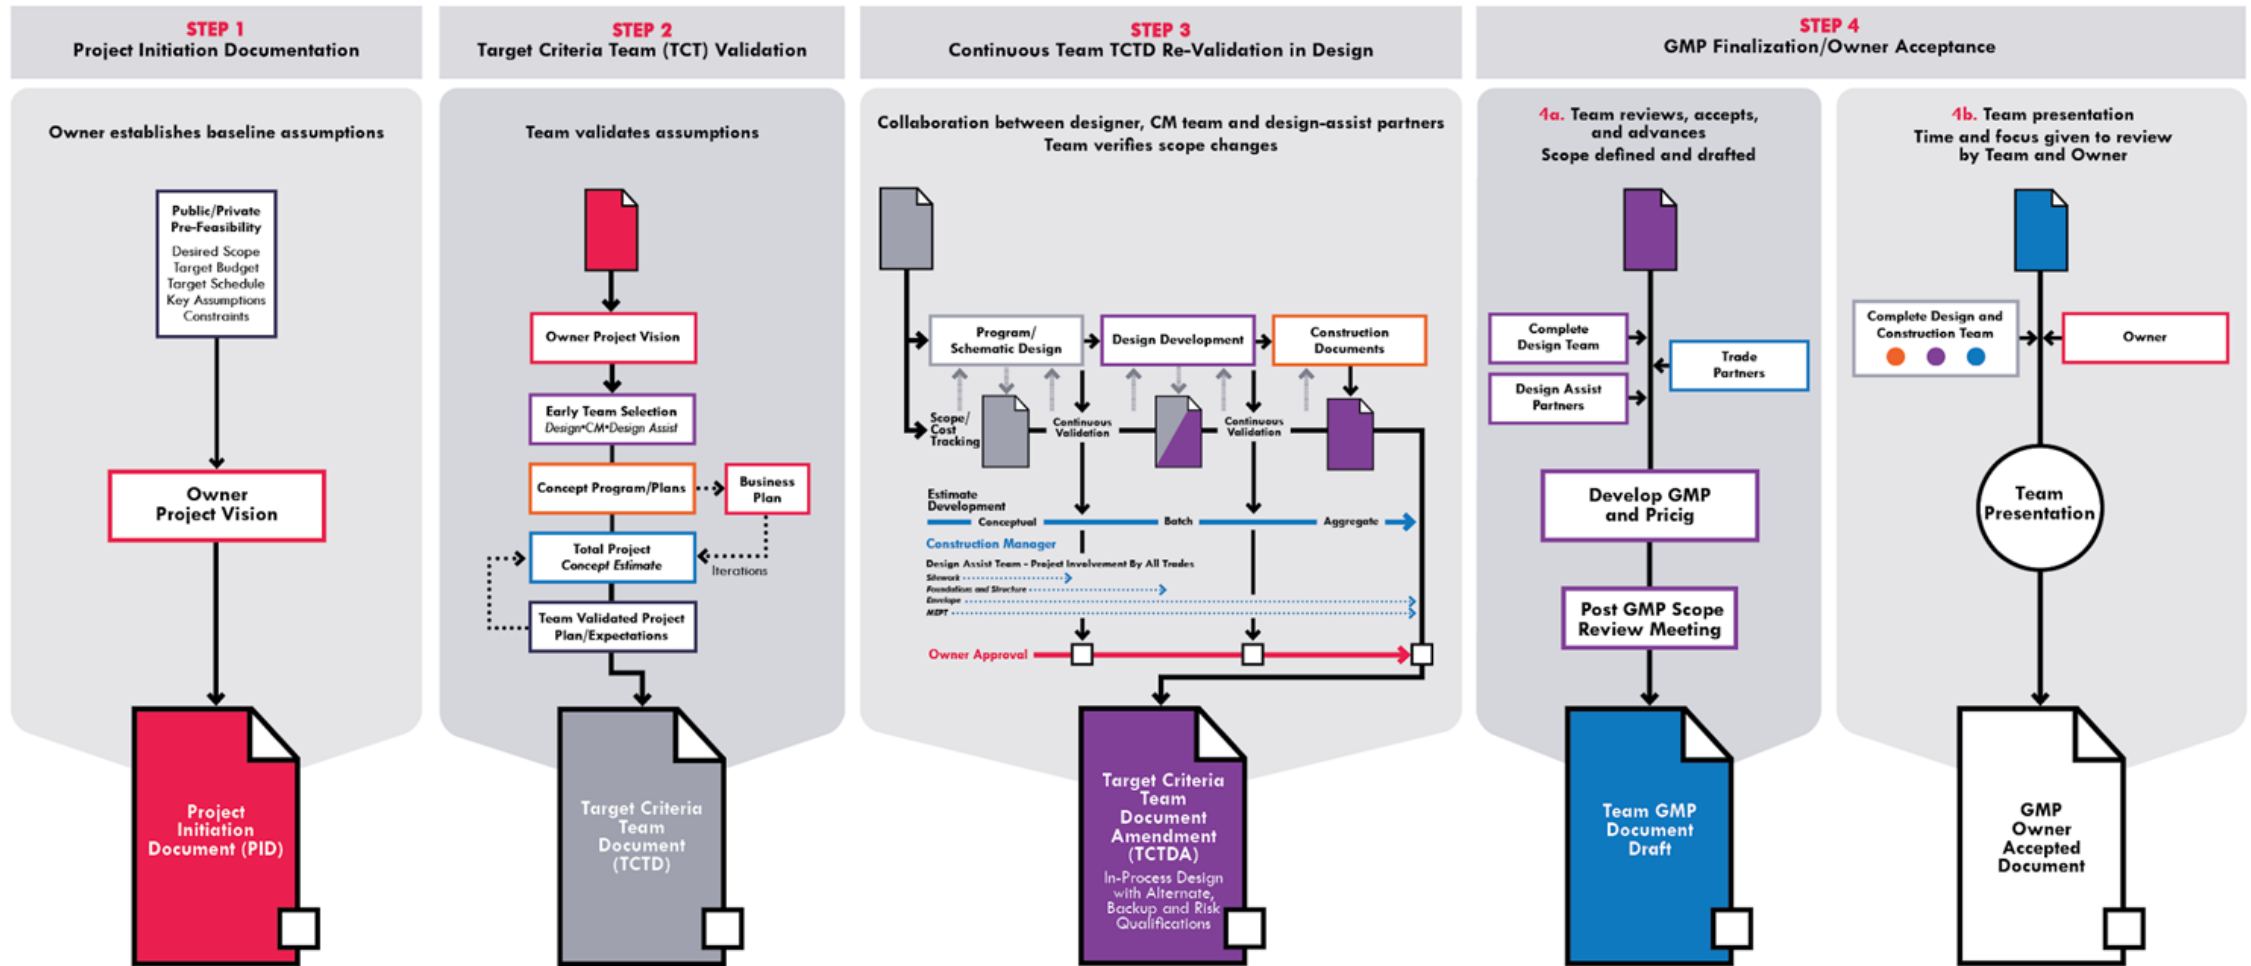 STEP 1
Project Initiation Documentation
Owner establishes baseline assumptions
Public/Private
Pre-Feasibility
Desired Scope
Target Budget
Target Schedule
Key Assumptions
Constraints
Owner
Project Vision
Project
Initiation
Document (PID)
STEP 2
Target Criteria Team (TCT) Validation
Team validates assumptions
Owner Project Vision
Early Team Selection
Design•CM•Design Assist
Concept Program/Plans
Business
Plan
Total Project
Concept Estimate
Iterations
Team Validated Project
Plan/Expectations
Target Criteria
Team
Document
(TCTD)
STEP 3
Continuous Team TCTD Re-Validation in Design
Collaboration between designer, CM team and design-assist partners
Team verifies scope changes
Program/
Schematic Design
Design Development
Construction
Documents
Scope/
Cost
Tracking
Continuous
Validation
Continuous
Validation
Estimate
Development
Conceptual
Batch
Aggregate
Construction Manager
Design Assist Team - Project Involvement By All Trades
Sitework
Foundations and Structure
Envelope
MEPT
Owner Approval
Target Criteria
Team
Document
Amendment
(TCTDA)
In-Process Design
with Alternate,
Backup and Risk
Qualifications
STEP 4
GMP Finalization/Owner Acceptance
4a. Team reviews, accepts,
and advances
Scope defined and drafted
Complete
Design Team
Trade
Partners
Design Assist
Partners
Develop GMP
and Pricig
Post GMP Scope
Review Meeting
Team GMP
Document
Draft
4b. Team presentation
Time and focus given to review
by Team and Owner
Complete Design and
Construction Team
Owner
Team
Presentation
GMP
Owner
Accepted
Document